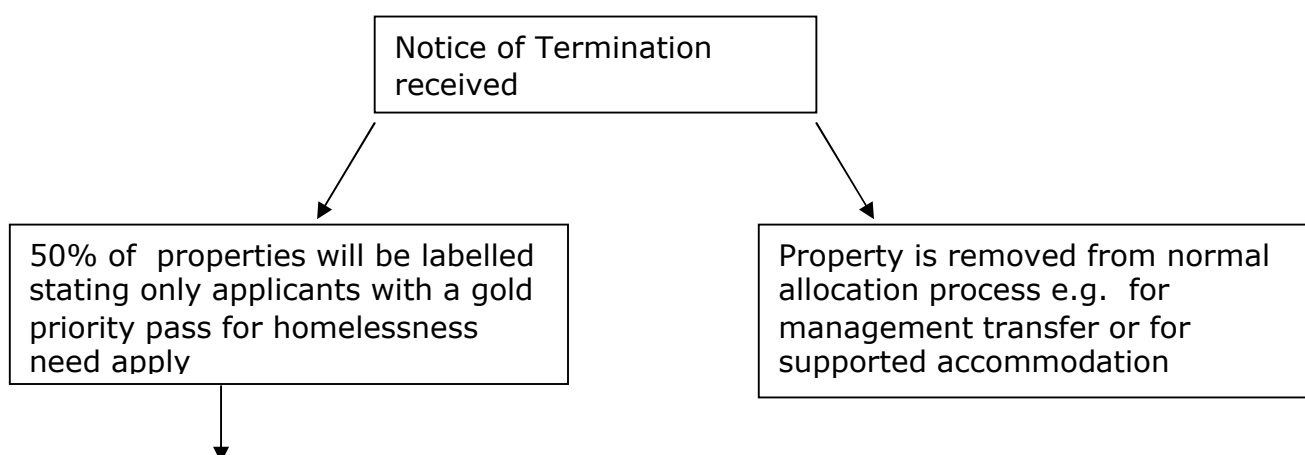 Notice of Termination
received
50% of properties will be labelled
stating only applicants with a gold
priority pass for homelessness
need apply
Property is removed from normal
allocation process e.g. for
management transfer or for
supported accommodation